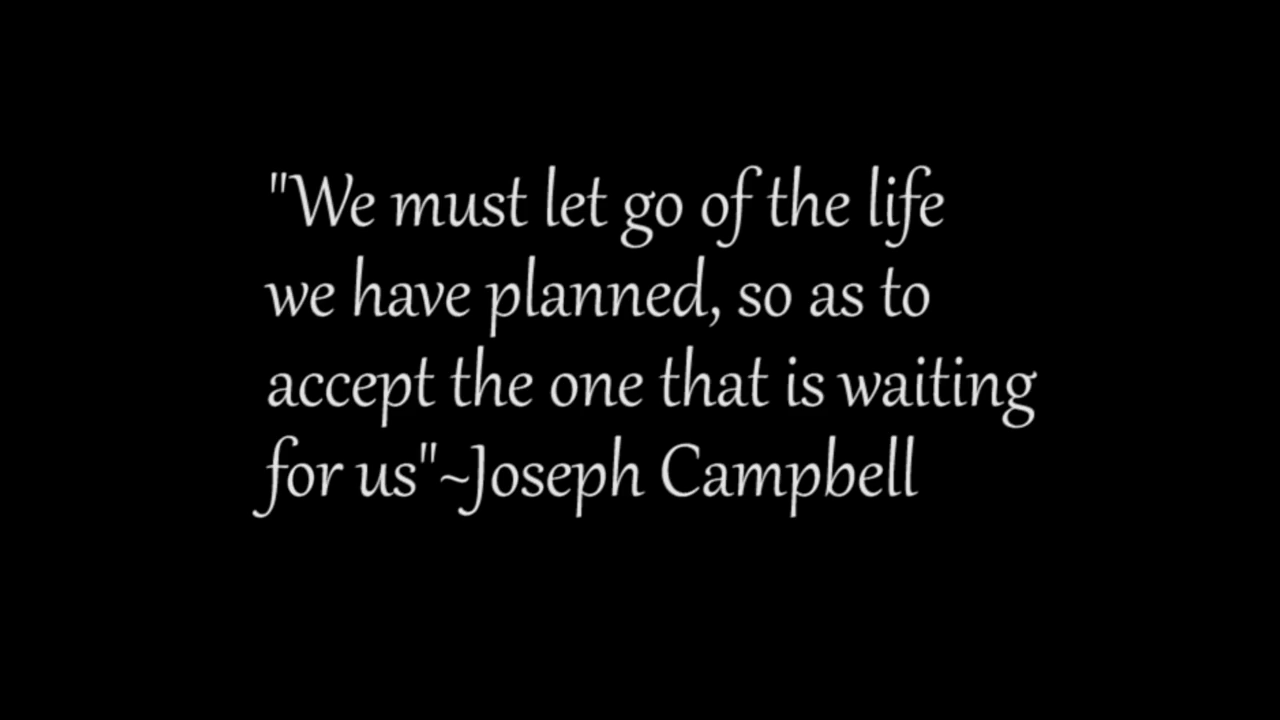 "We must let go of the life
we have planned, so as to
accept the one that is waiting
for us"~Joseph Campbell